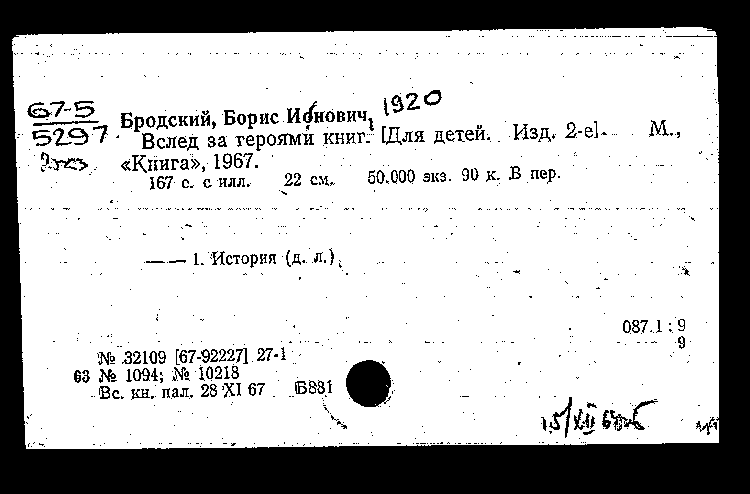 67-5
5297
Бродский, Борис Ионович, 1920
Вслед за героями книг. [Для детей. Изд. 2-е]. М.,
«Книга», 1967.
167 с. с илл. 22 см. 50.000 экз. 90 к. В пер.
—— 1. История (д. л.).
087.1 : 9
9
№ 32109 [67-92227] 27-1
63 № 1094; № 10218
Вс. кн. пал. 28 XI 67 Б881
15/XII